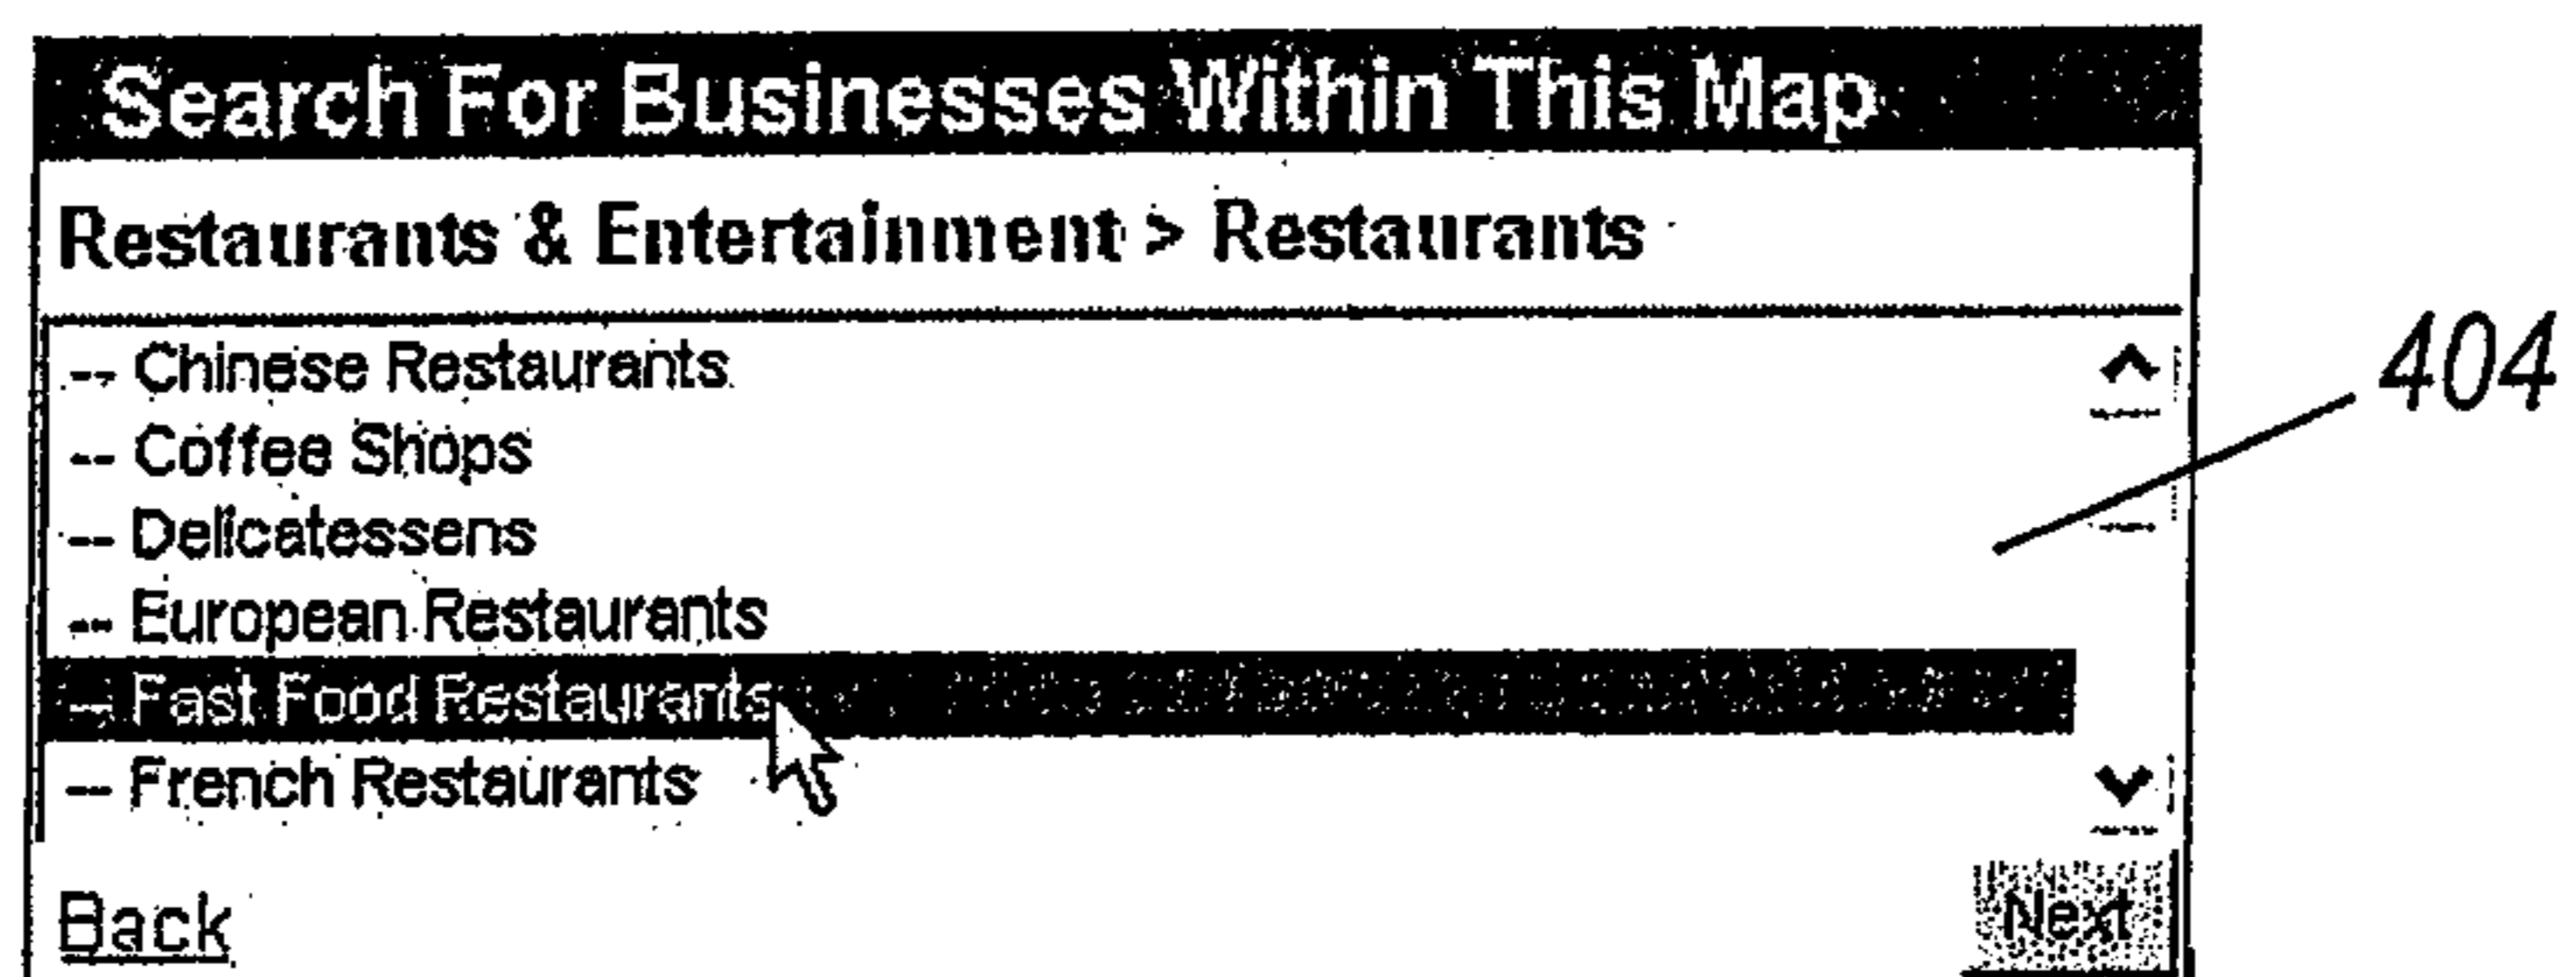 Search For Businesses Within This Map
Restaurants & Entertainment > Restaurants
-- Chinese Restaurants
404
-- Coffee Shops
-- Delicatessens
-- European Restaurants
-- Fast Food Restaurants
-- French Restaurants
Back
Next